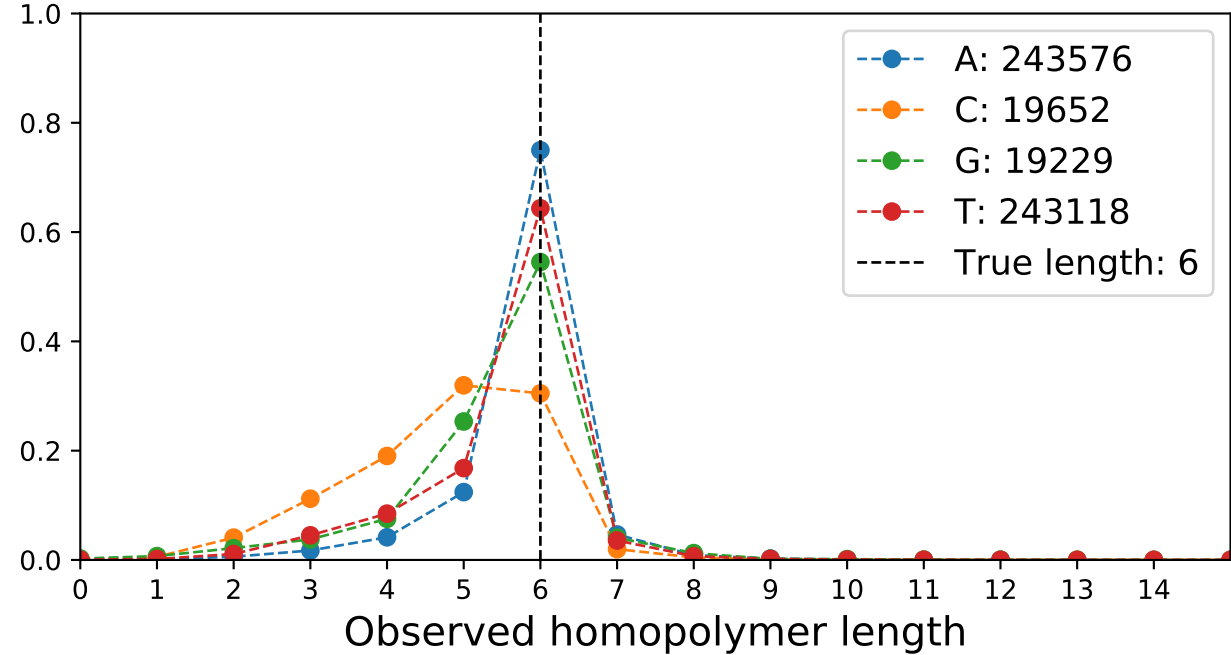 1.0
0.8
0.6
0.4
0.2
0.0
A: 243576
C: 19652
G: 19229
T: 243118
True length: 6
0 1 2 3 4 5 6 7 8 9 10 11 12 13 14
Observed homopolymer length